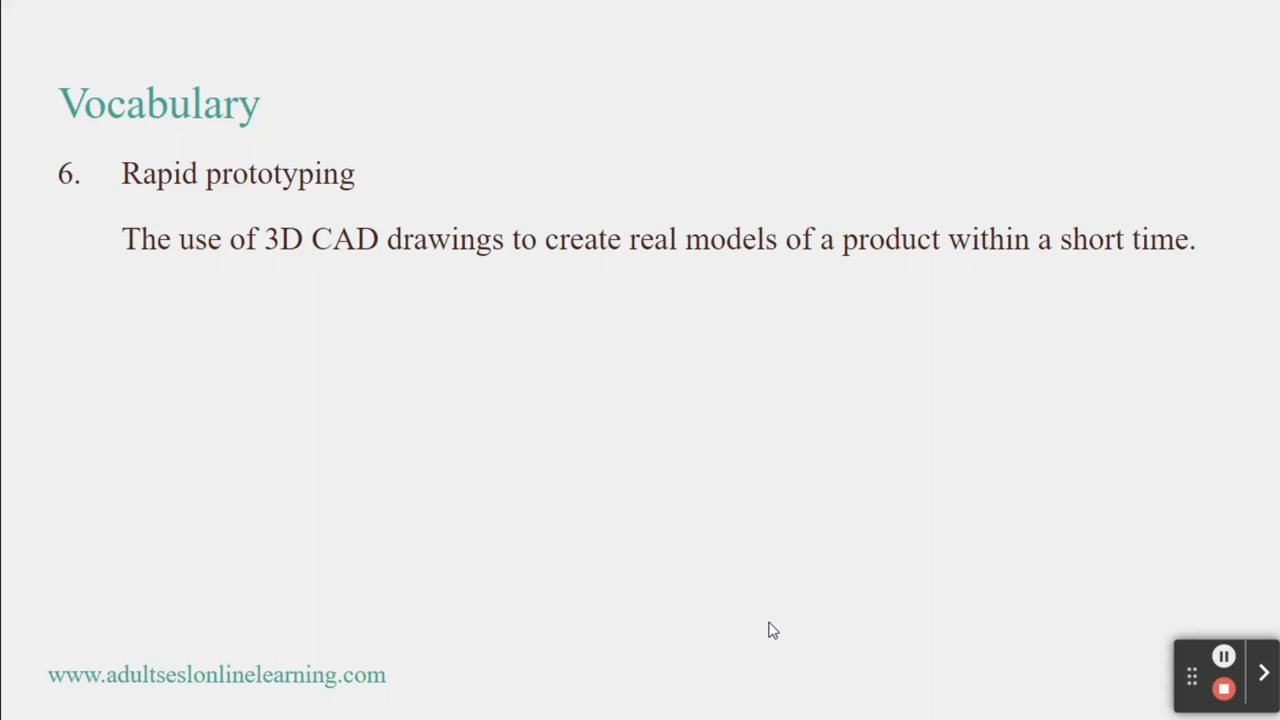 Vocabulary
6. Rapid prototyping
The use of 3D CAD drawings to create real models of a product within a short time.
www.adultseslonlinelearning.com